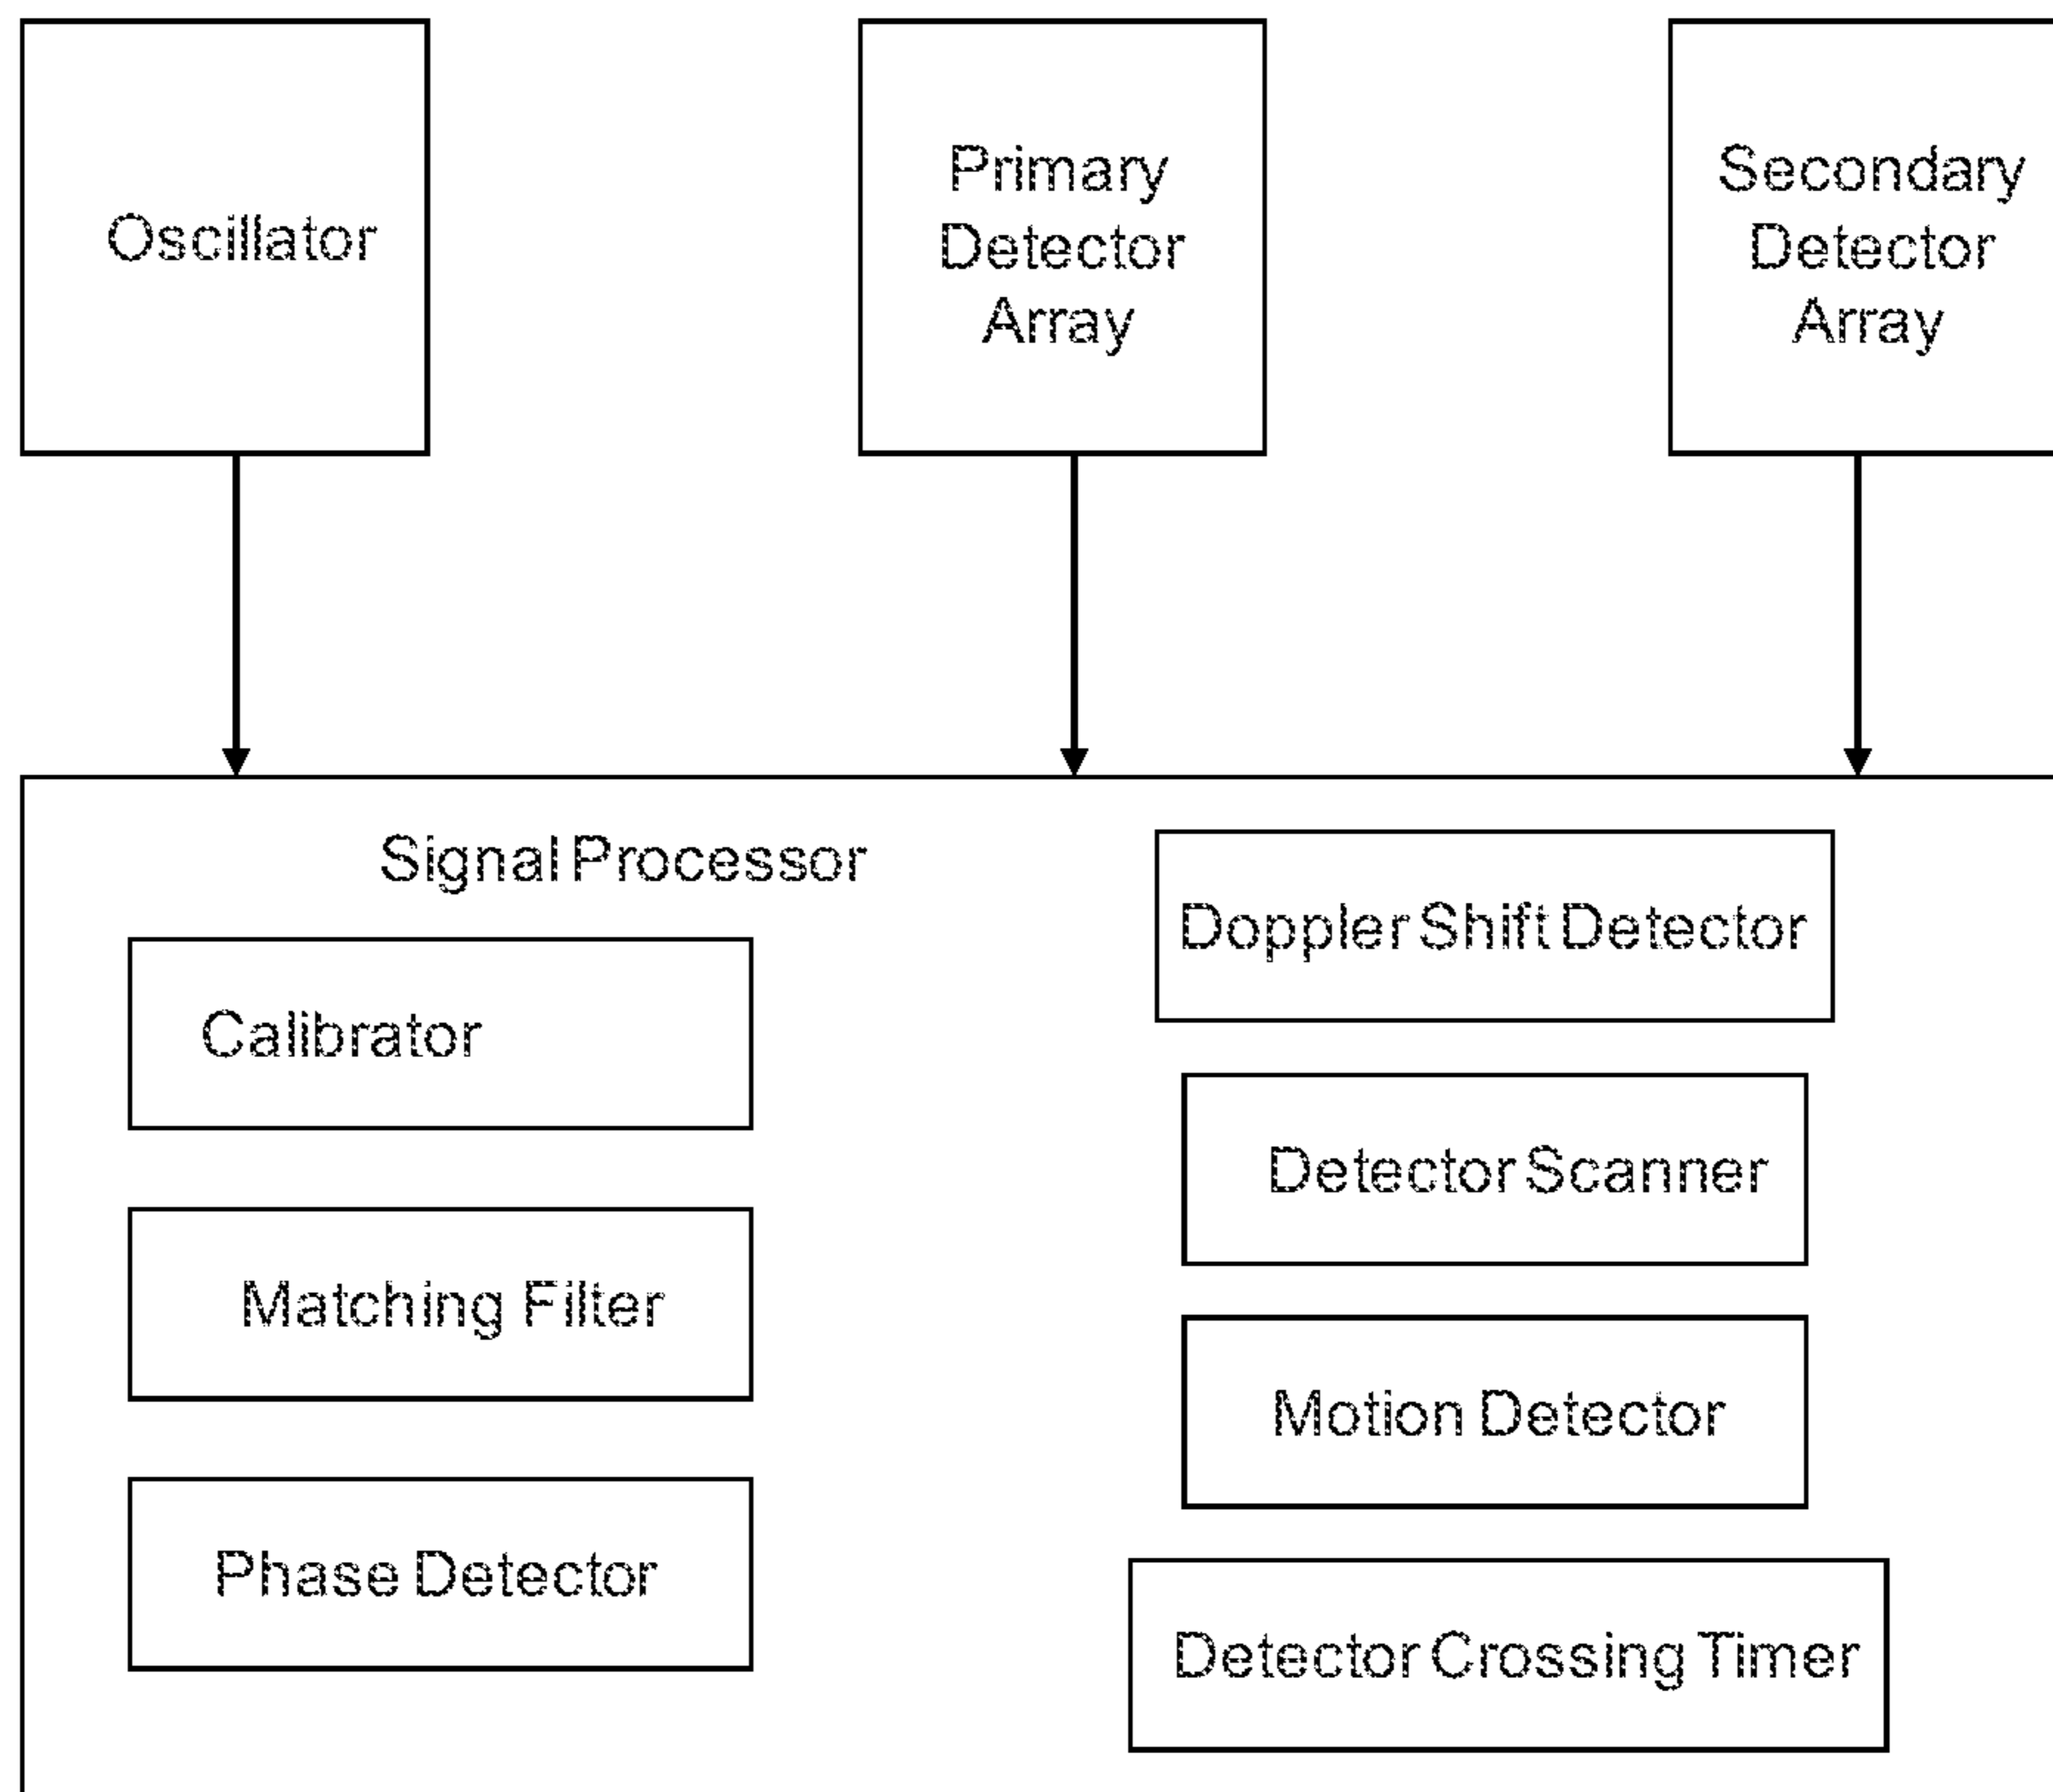 Oscillator
Primary
Detector
Array
Secondary
Detector
Array
Signal Processor
Calibrator
Matching Filter
Phase Detector
Doppler Shift Detector
Detector Scanner
Motion Detector
Detector Crossing Timer